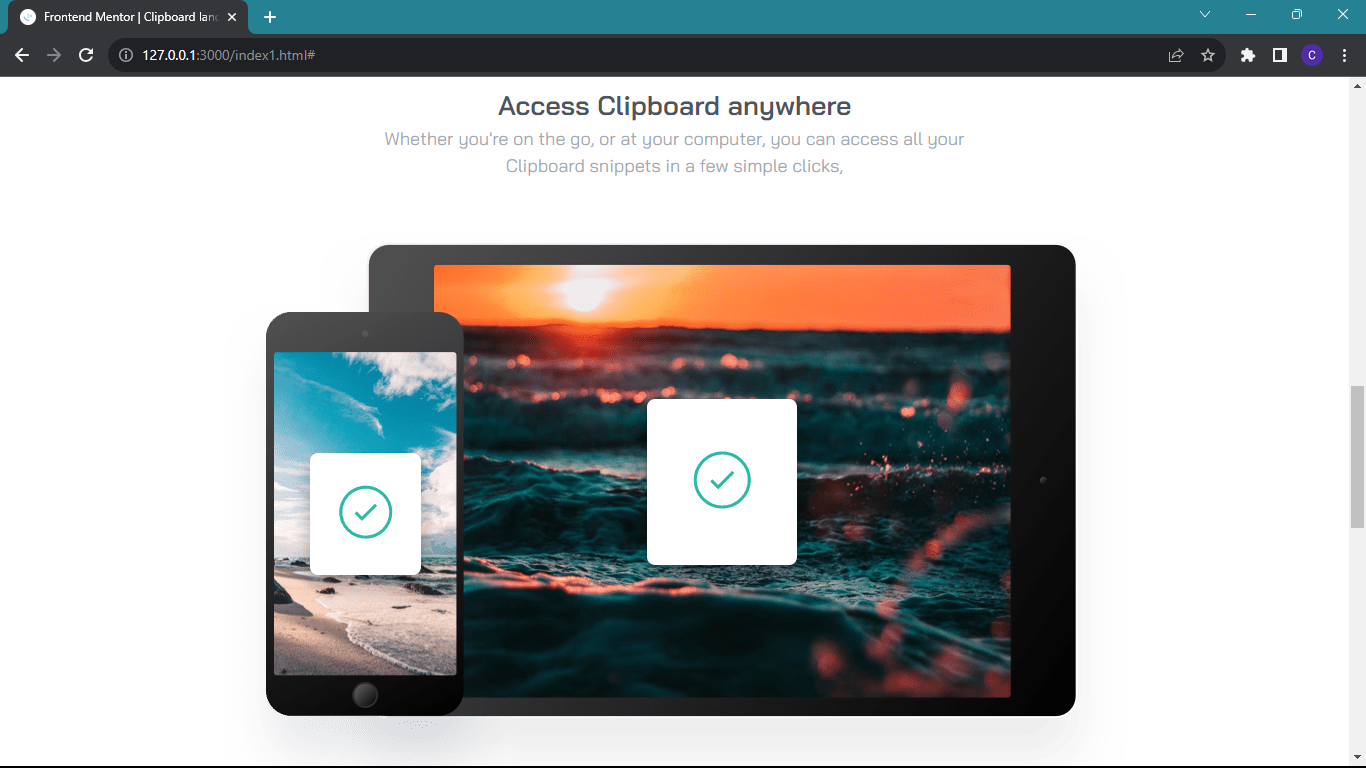 Frontend Mentor | Clipboard lan
127.0.0.1:3000/index1.html#
C
Access Clipboard anywhere
Whether you're on the go, or at your computer, you can access all your
Clipboard snippets in a few simple clicks,